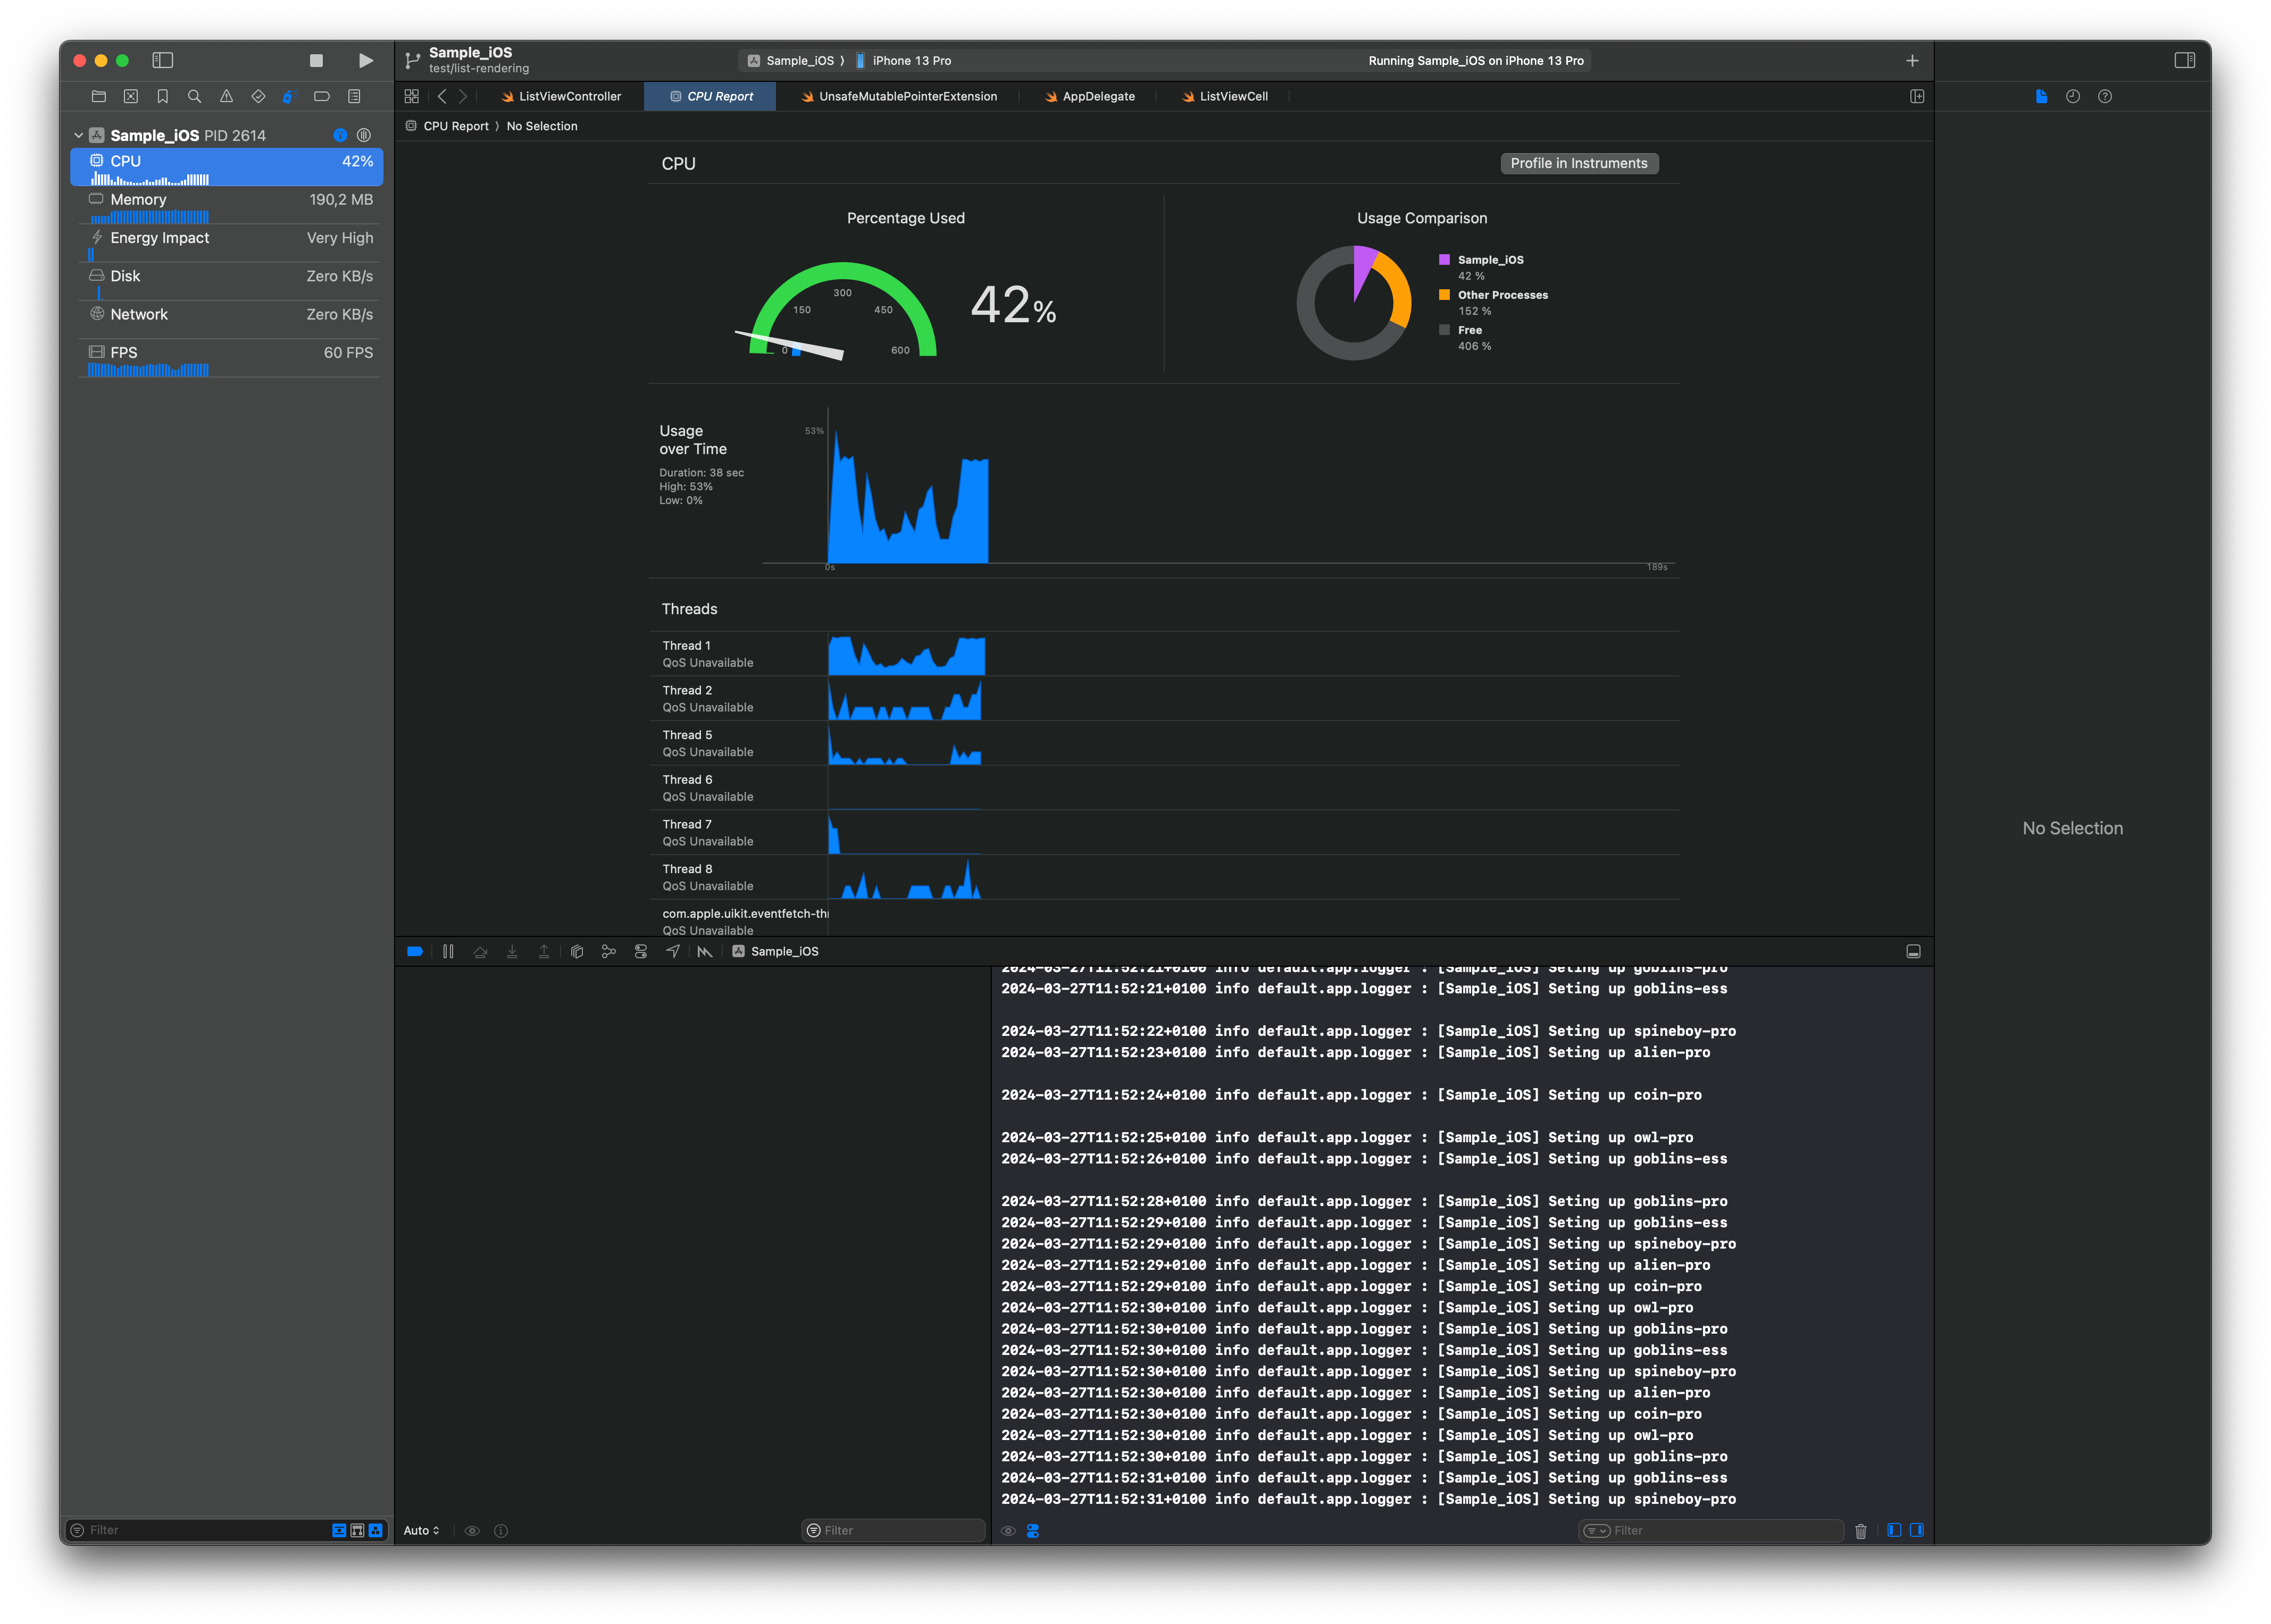 Sample_iOS
test/list-rendering
Sample_iOS ⟩ iPhone 13 Pro
Running Sample_iOS on iPhone 13 Pro
ListViewController
CPU Report
UnsafeMutablePointerExtension
AppDelegate
ListViewCell
CPU Report ⟩ No Selection
Sample_iOS PID 2614
CPU 42%
Memory 190,2 MB
Energy Impact Very High
Disk Zero KB/s
Network Zero KB/s
FPS 60 FPS
CPU
Profile in Instruments
Percentage Used
0
150
300
450
600
42%
Usage Comparison
Sample_iOS
42 %
Other Processes
152 %
Free
406 %
Usage
over Time
Duration: 38 sec
High: 53%
Low: 0%
53%
0s
189s
Threads
Thread 1
QoS Unavailable
Thread 2
QoS Unavailable
Thread 5
QoS Unavailable
Thread 6
QoS Unavailable
Thread 7
QoS Unavailable
Thread 8
QoS Unavailable
com.apple.uikit.eventfetch-thr
QoS Unavailable
No Selection
Sample_iOS
2024-03-27T11:52:21+0100 info default.app.logger : [Sample_iOS] Seting up goblins-pro
2024-03-27T11:52:21+0100 info default.app.logger : [Sample_iOS] Seting up goblins-ess
2024-03-27T11:52:22+0100 info default.app.logger : [Sample_iOS] Seting up spineboy-pro
2024-03-27T11:52:23+0100 info default.app.logger : [Sample_iOS] Seting up alien-pro
2024-03-27T11:52:24+0100 info default.app.logger : [Sample_iOS] Seting up coin-pro
2024-03-27T11:52:25+0100 info default.app.logger : [Sample_iOS] Seting up owl-pro
2024-03-27T11:52:26+0100 info default.app.logger : [Sample_iOS] Seting up goblins-ess
2024-03-27T11:52:28+0100 info default.app.logger : [Sample_iOS] Seting up goblins-pro
2024-03-27T11:52:29+0100 info default.app.logger : [Sample_iOS] Seting up goblins-ess
2024-03-27T11:52:29+0100 info default.app.logger : [Sample_iOS] Seting up spineboy-pro
2024-03-27T11:52:29+0100 info default.app.logger : [Sample_iOS] Seting up alien-pro
2024-03-27T11:52:29+0100 info default.app.logger : [Sample_iOS] Seting up coin-pro
2024-03-27T11:52:30+0100 info default.app.logger : [Sample_iOS] Seting up owl-pro
2024-03-27T11:52:30+0100 info default.app.logger : [Sample_iOS] Seting up goblins-pro
2024-03-27T11:52:30+0100 info default.app.logger : [Sample_iOS] Seting up goblins-ess
2024-03-27T11:52:30+0100 info default.app.logger : [Sample_iOS] Seting up spineboy-pro
2024-03-27T11:52:30+0100 info default.app.logger : [Sample_iOS] Seting up alien-pro
2024-03-27T11:52:30+0100 info default.app.logger : [Sample_iOS] Seting up coin-pro
2024-03-27T11:52:30+0100 info default.app.logger : [Sample_iOS] Seting up owl-pro
2024-03-27T11:52:30+0100 info default.app.logger : [Sample_iOS] Seting up goblins-pro
2024-03-27T11:52:31+0100 info default.app.logger : [Sample_iOS] Seting up goblins-ess
2024-03-27T11:52:31+0100 info default.app.logger : [Sample_iOS] Seting up spineboy-pro
Filter
Auto
Filter
Filter